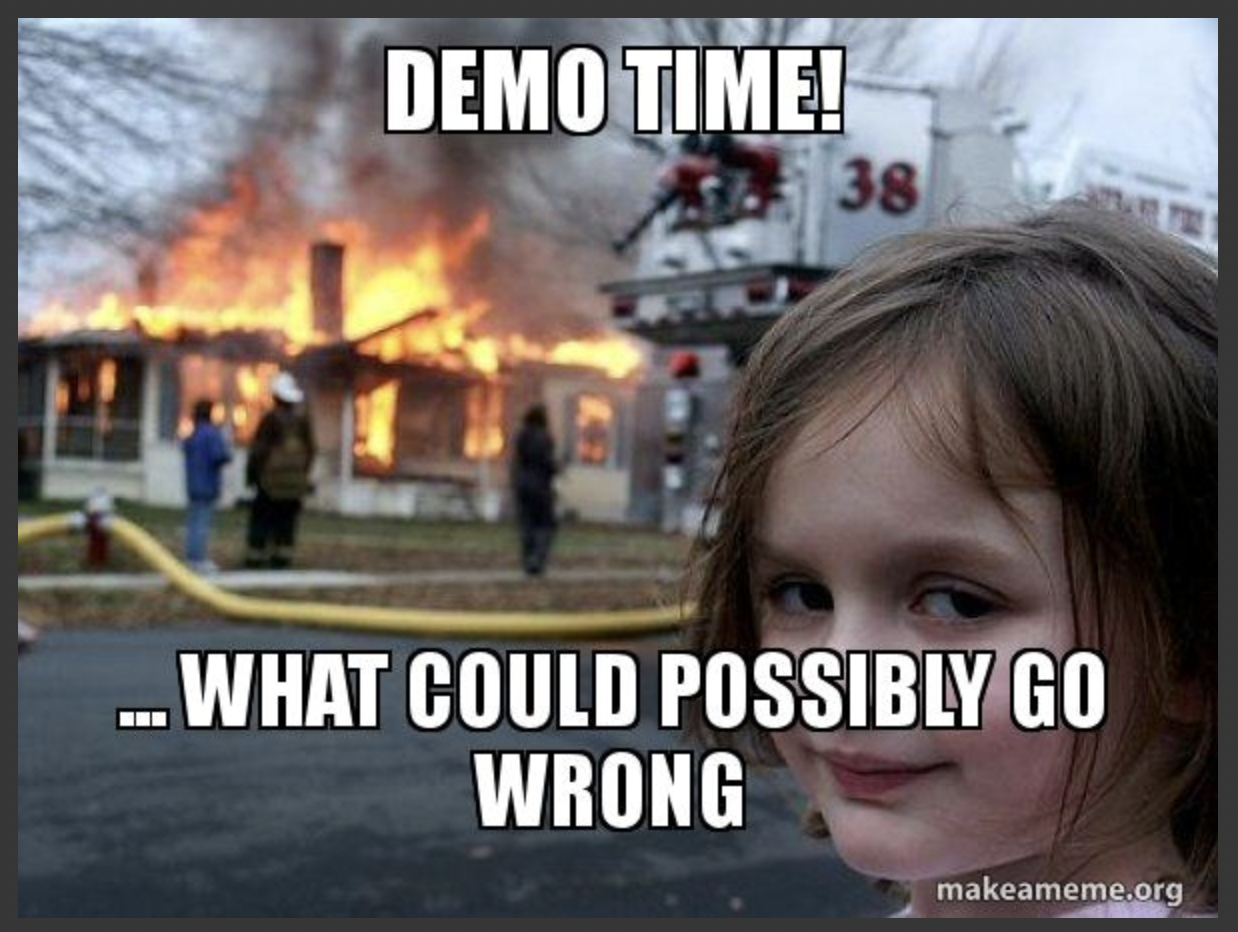 DEMO TIME!
38
... WHAT COULD POSSIBLY GO
WRONG
makeameme.org